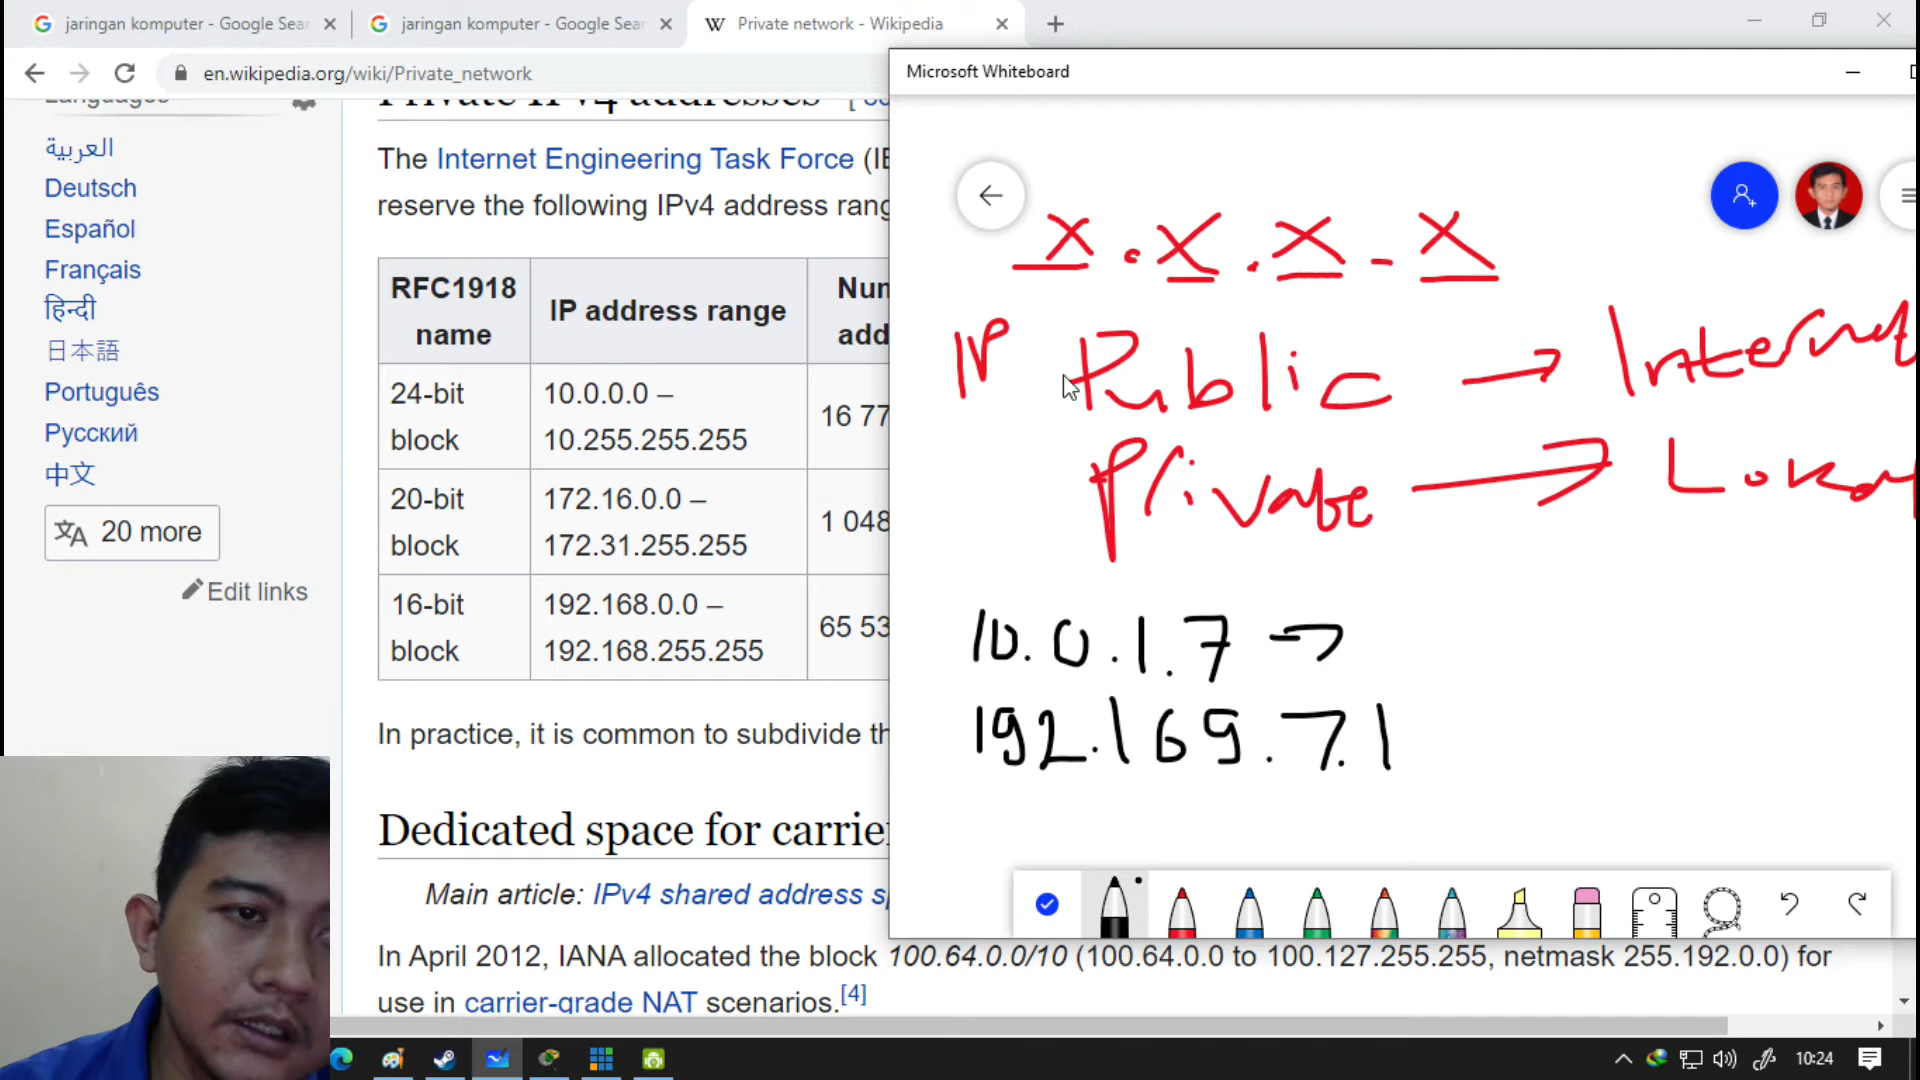 jaringan komputer - Google Sear
jaringan komputer - Google Sear
Private network - Wikipedia
en.wikipedia.org/wiki/Private_network
Microsoft Whiteboard
Languages
العربية
Deutsch
Español
Français
हिन्दी
日本語
Português
Русский
中文
20 more
Edit links
Private IPv4 addresses
The Internet Engineering Task Force (IE
reserve the following IPv4 address rang
RFC1918 name
IP address range
Num
add
24-bit block
10.0.0.0 – 10.255.255.255
16 77
20-bit block
172.16.0.0 – 172.31.255.255
1 048
16-bit block
192.168.0.0 – 192.168.255.255
65 53
In practice, it is common to subdivide th
Dedicated space for carrie
Main article: IPv4 shared address s
In April 2012, IANA allocated the block 100.64.0.0/10 (100.64.0.0 to 100.127.255.255, netmask 255.192.0.0) for
use in carrier-grade NAT scenarios.[4]
X . X . X - X
IP Public → Internet
Private → Lokal
10.0.1.7 →
192.169.7.1
10:24